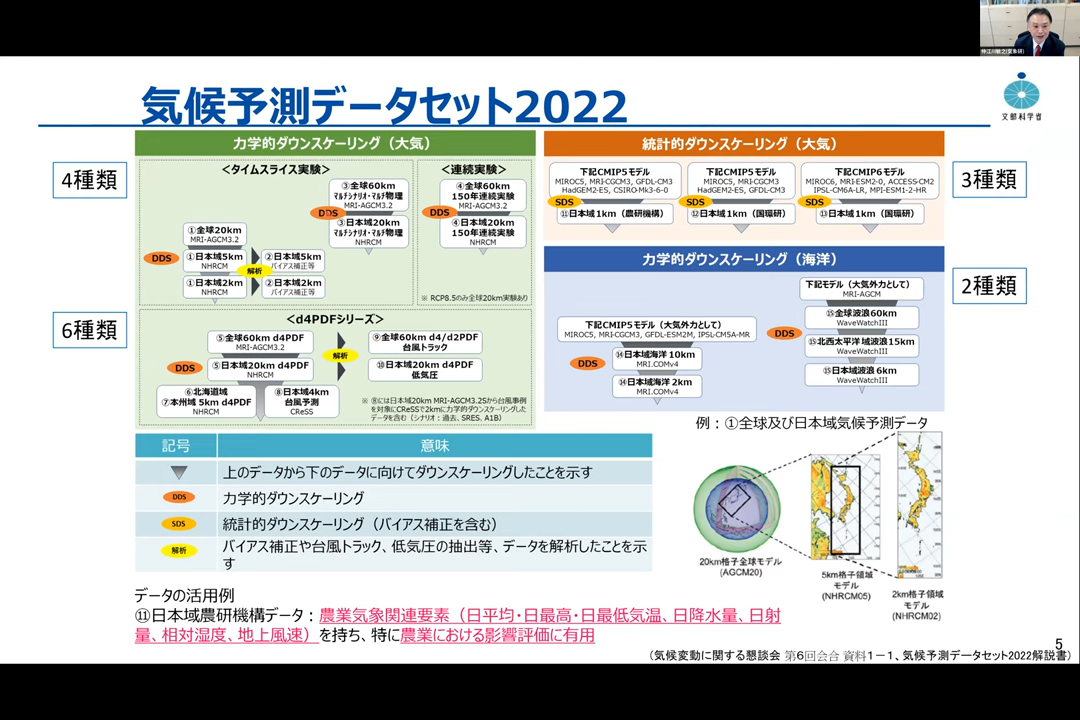 気候予測データセット2022
文部科学省
4種類
6種類
3種類
2種類
力学的ダウンスケーリング（大気）
<タイムスライス実験>
①全球20km
MRI-AGCM3.2
DDS
①日本域5km
NHRCM
①日本域2km
NHRCM
解析
②日本域5km
バイアス補正等
②日本域2km
バイアス補正等
③全球60km
マルチシナリオ・マルチ物理
MRI-AGCM3.2
DDS
③日本域20km
マルチシナリオ・マルチ物理
NHRCM
<連続実験>
④全球60km
150年連続実験
MRI-AGCM3.2
DDS
④日本域20km
150年連続実験
NHRCM
※ RCP8.5のみ全球20km実験あり
<d4PDFシリーズ>
⑤全球60km d4PDF
MRI-AGCM3.2
DDS
⑤日本域20km d4PDF
NHRCM
⑥北海道域
⑦本州域 5km d4PDF
NHRCM
⑧日本域4km
台風予測
CReSS
解析
⑨全球60km d4/d2PDF
台風トラック
⑩日本域20km d4PDF
低気圧
※ ⑧には日本域20km MRI-AGCM3.2Sから台風事例
を対象にCReSSで2kmに力学的ダウンスケーリングした
データを含む（シナリオ：過去、SRES、A1B）
統計的ダウンスケーリング（大気）
下記CMIP5モデル
MIROC5, MRI-CGCM3, GFDL-CM3
HadGEM2-ES, CSIRO-Mk3-6-0
SDS
⑪日本域1km（農研機構）
下記CMIP5モデル
MIROC5, MRI-CGCM3
HadGEM2-ES, GFDL-CM3
SDS
⑫日本域1km（国環研）
下記CMIP6モデル
MIROC6, MRI-ESM2-0, ACCESS-CM2
IPSL-CM6A-LR, MPI-ESM1-2-HR
SDS
⑬日本域1km（国環研）
力学的ダウンスケーリング（海洋）
下記CMIP5モデル（大気外力として）
MIROC5, MRI-CGCM3, GFDL-ESM2M, IPSL-CM5A-MR
DDS
⑭日本域海洋 10km
MRI.COMv4
⑭日本域海洋 2km
MRI.COMv4
下記モデル（大気外力として）
MRI-AGCM
DDS
⑮全球波浪60km
WaveWatchIII
⑮北西太平洋域波浪15km
WaveWatchIII
⑮日本域波浪 6km
WaveWatchIII
記号 意味
上のデータから下のデータに向けてダウンスケーリングしたことを示す
DDS 力学的ダウンスケーリング
SDS 統計的ダウンスケーリング（バイアス補正を含む）
解析 バイアス補正や台風トラック、低気圧の抽出等、データを解析したことを示
す
例：①全球及び日本域気候予測データ
20km格子全球モデル
(AGCM20)
5km格子領域
モデル
(NHRCM05)
2km格子領域
モデル
(NHRCM02)
データの活用例
⑪日本域農研機構データ：農業気象関連要素（日平均・日最高・日最低気温、日降水量、日射
量、相対湿度、地上風速）を持ち、特に農業における影響評価に有用
5
（気候変動に関する懇談会 第６回会合 資料１－１、気候予測データセット2022解説書）